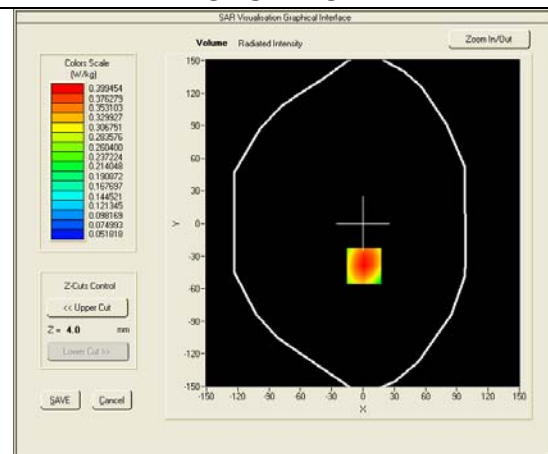 SAR Visualisation Graphical Interface
Volume Radiated Intensity
Zoom In/Out
Colors Scale
(W/kg)
0.399454
0.376279
0.353103
0.329927
0.306751
0.283576
0.260400
0.237224
0.214048
0.190872
0.167697
0.144521
0.121345
0.098169
0.074993
0.051818
Z-Cuts Control
<< Upper Cut
Z = 4.0 mm
Lower Cut >>
SAVE Cancel
150
120
90
60
30
0
-30
-60
-90
-120
-150
Y
-150 -120 -90 -60 -30 0 30 60 90 120 150
X